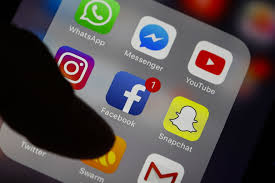 WhatsApp
Messenger
YouTube
1
Facebook
Snapchat
Twitter
Swarm